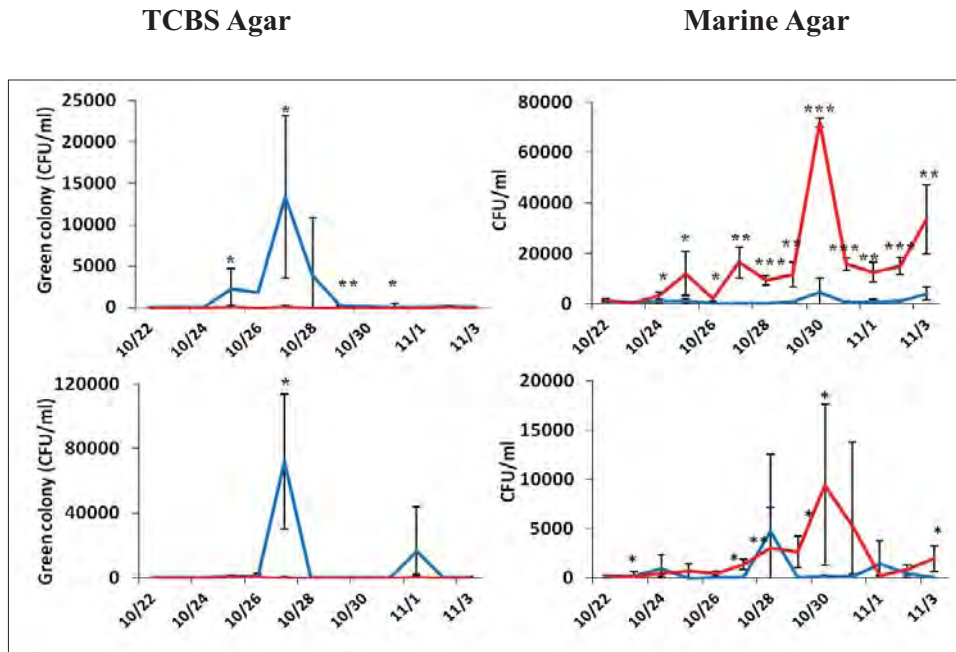 TCBS Agar Marine Agar
Green colony (CFU/ml)
25000
20000
15000
10000
5000
0
* * ** *
10/22 10/24 10/26 10/28 10/30 11/1 11/3
CFU/ml
80000
60000
40000
20000
0
* * * ** *** ** *** *** ** *** **
10/22 10/24 10/26 10/28 10/30 11/1 11/3
Green colony (CFU/ml)
120000
80000
40000
0
*
10/22 10/24 10/26 10/28 10/30 11/1 11/3
CFU/ml
20000
15000
10000
5000
0
* * ** * * *
10/22 10/24 10/26 10/28 10/30 11/1 11/3